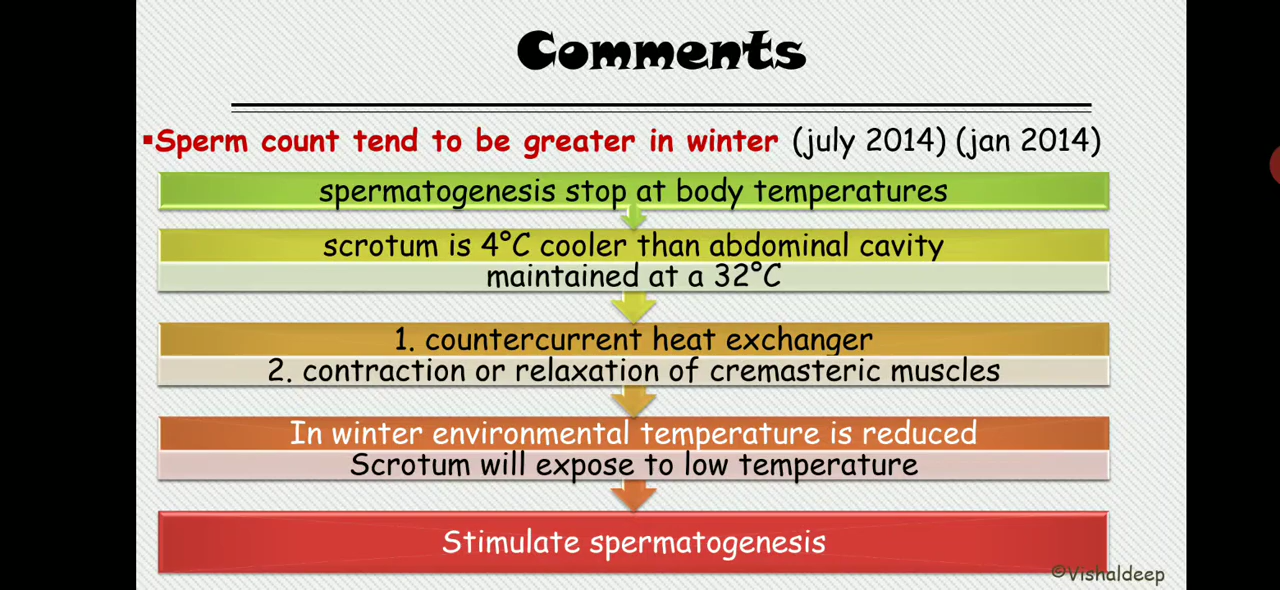 Comments
▪Sperm count tend to be greater in winter (july 2014) (jan 2014)
spermatogenesis stop at body temperatures
scrotum is 4°C cooler than abdominal cavity
maintained at a 32°C
1. countercurrent heat exchanger
2. contraction or relaxation of cremasteric muscles
In winter environmental temperature is reduced
Scrotum will expose to low temperature
Stimulate spermatogenesis
©Vishaldeep